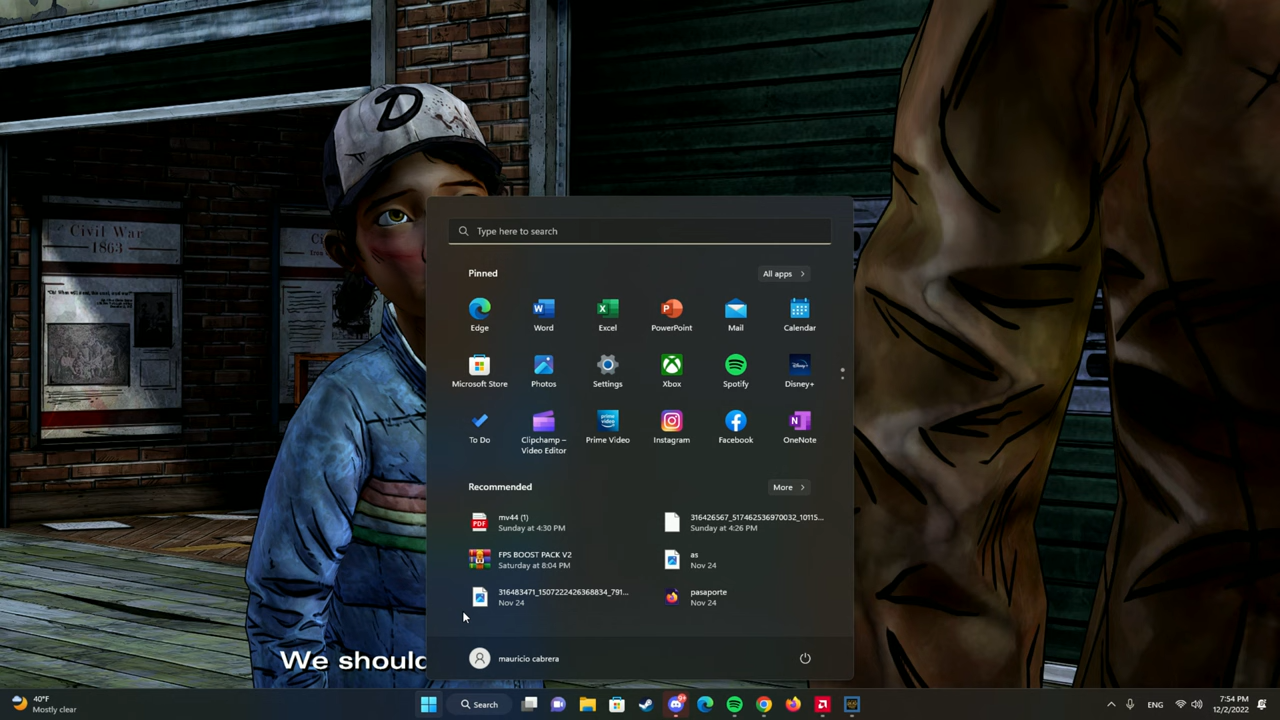 D
Civil War
1863
Type here to search
Pinned
All apps
Edge
Word
Excel
PowerPoint
Mail
Calendar
Microsoft Store
Photos
Settings
Xbox
Spotify
Disney+
To Do
Clipchamp –
Video Editor
Prime Video
Instagram
Facebook
OneNote
Recommended
More
mv44 (1)
Sunday at 4:30 PM
316426567_517462536970032_10115...
Sunday at 4:26 PM
FPS BOOST PACK V2
Saturday at 8:04 PM
as
Nov 24
316483471_1507222426368834_791...
Nov 24
pasaporte
Nov 24
We should
mauricio cabrera
40°F
Mostly clear
Search
ENG
7:54 PM
12/2/2022